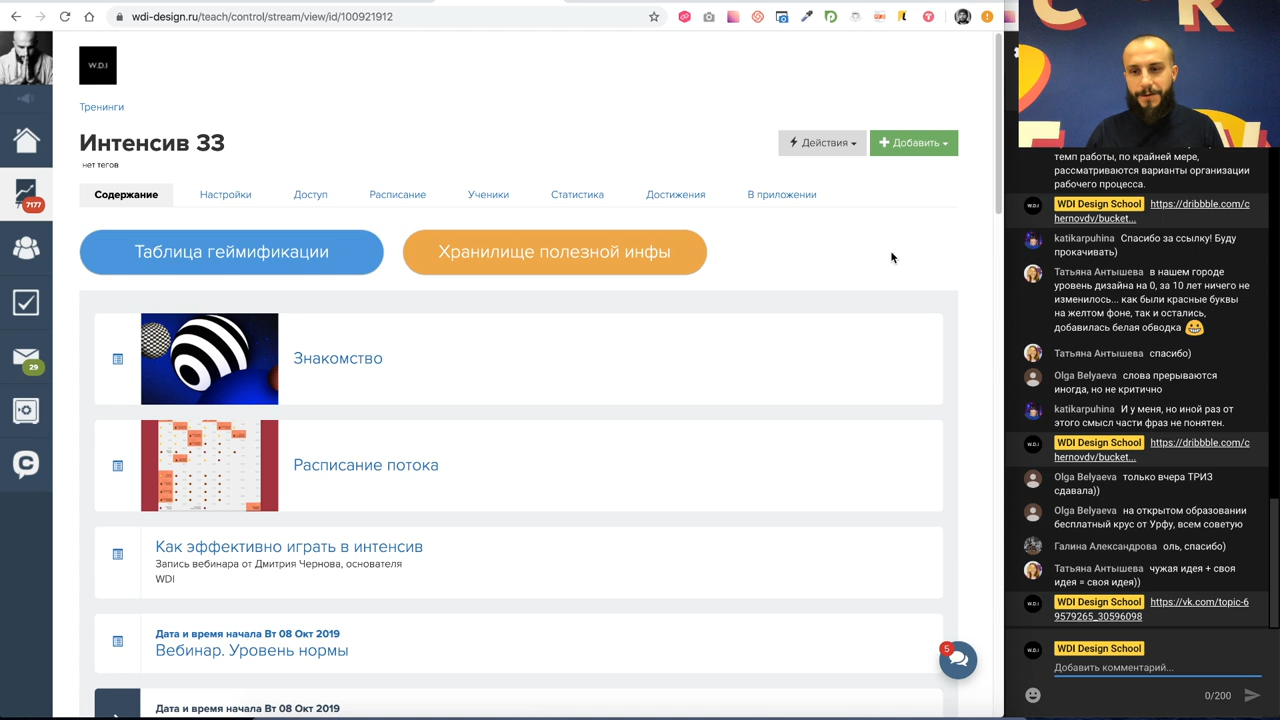 wdi-design.ru/teach/control/stream/view/id/100921912
W.D.I
Тренинги
Интенсив 33
нет тегов
Действия
Добавить
Содержание
Настройки
Доступ
Расписание
Ученики
Статистика
Достижения
В приложении
Таблица геймификации
Хранилище полезной инфы
7177
29
Знакомство
Расписание потока
Как эффективно играть в интенсив
Запись вебинара от Дмитрия Чернова, основателя
WDI
Дата и время начала Вт 08 Окт 2019
Вебинар. Уровень нормы
5
Дата и время начала Вт 08 Окт 2019
темп работы, по крайней мере,
рассматриваются варианты организации
рабочего процесса.
WDI Design School https://dribbble.com/c
hernovdv/bucket...
katikarpuhina Спасибо за ссылку! Буду
прокачивать)
Татьяна Антышева в нашем городе
уровень дизайна на 0, за 10 лет ничего не
изменилось... как были красные буквы
на желтом фоне, так и остались,
добавилась белая обводка
Татьяна Антышева спасибо)
Olga Belyaeva слова прерываются
иногда, но не критично
katikarpuhina И у меня, но иной раз от
этого смысл части фраз не понятен.
WDI Design School https://dribbble.com/c
hernovdv/bucket...
Olga Belyaeva только вчера ТРИЗ
сдавала))
Olga Belyaeva на открытом образовании
бесплатный крус от Урфу, всем советую
Галина Александрова оль, спасибо)
Татьяна Антышева чужая идея + своя
идея = своя идея))
WDI Design School https://vk.com/topic-6
9579265_30596098
WDI Design School
Добавить комментарий...
0/200